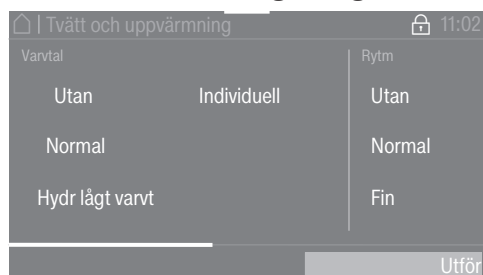 Tvätt och uppvärmning 11:02
Varvtal Rytm
Utan Individuell Utan
Normal Normal
Hydr lågt varvt Fin
Utför